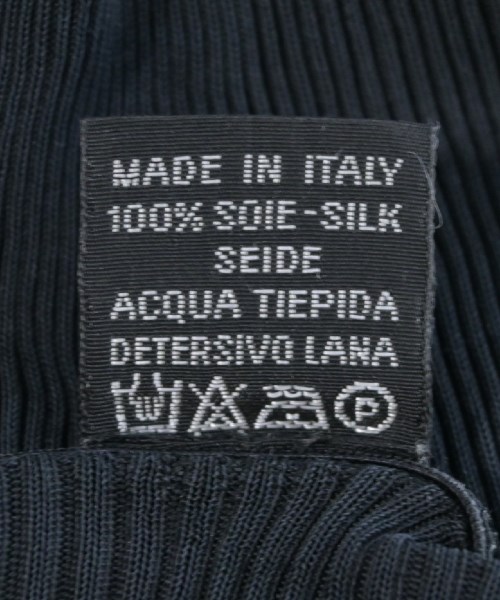 MADE IN ITALY
100% SOIE-SILK
SEIDE
ACQUA TIEPIDA
DETERSIVO LANA
W P